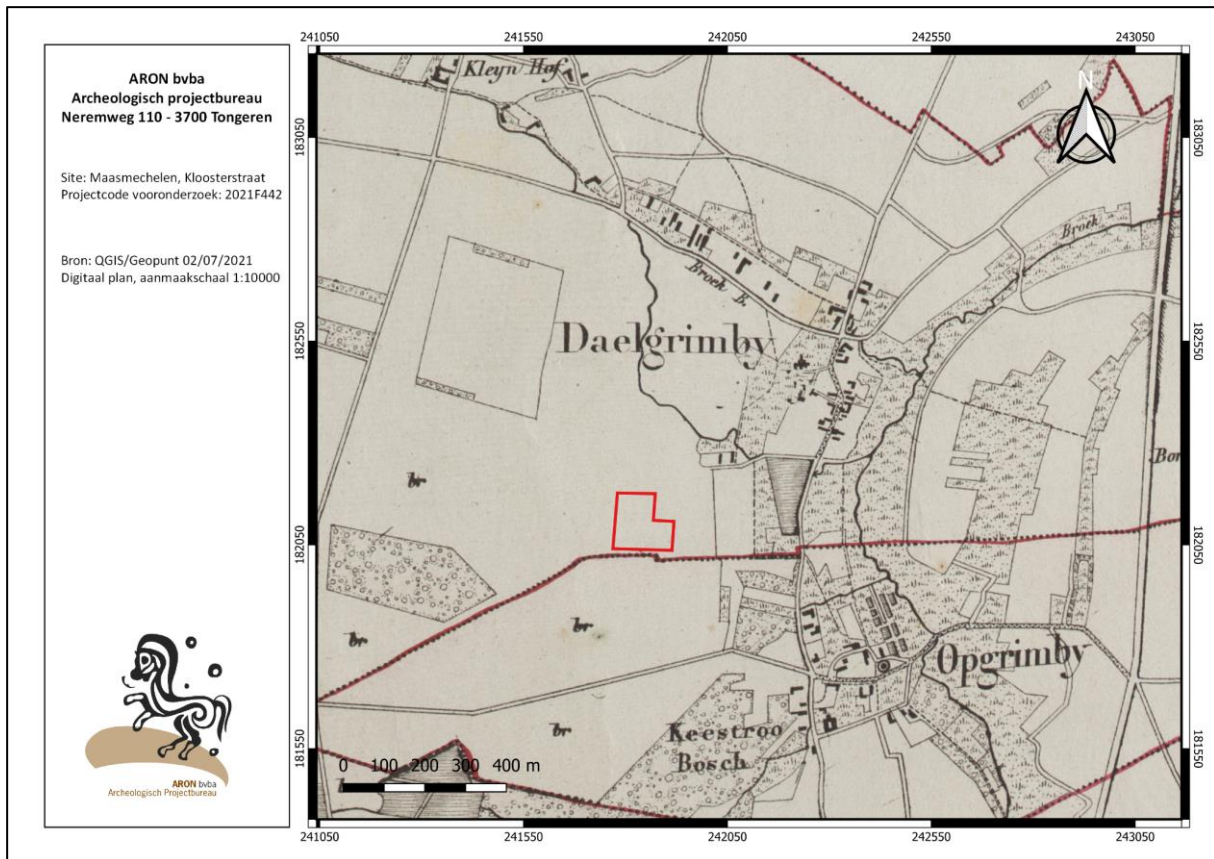 ARON bvba
Archeologisch projectbureau
Neremweg 110 - 3700 Tongeren
Site: Maasmechelen, Kloosterstraat
Projectcode vooronderzoek: 2021F442
Bron: QGIS/Geopunt 02/07/2021
Digitaal plan, aanmaakschaal 1:10000
ARON bvba
Archeologisch Projectbureau
241050
241550
242050
242550
243050
183050
183050
N
Kleyn Hof
Broek
Broek B.
182550
182550
Daelgrimby
Bor
br
182050
182050
br
br
Opgrimby
br
Keestroo
Bosch
181550
181550
0 100 200 300 400 m
241050
241550
242050
242550
243050